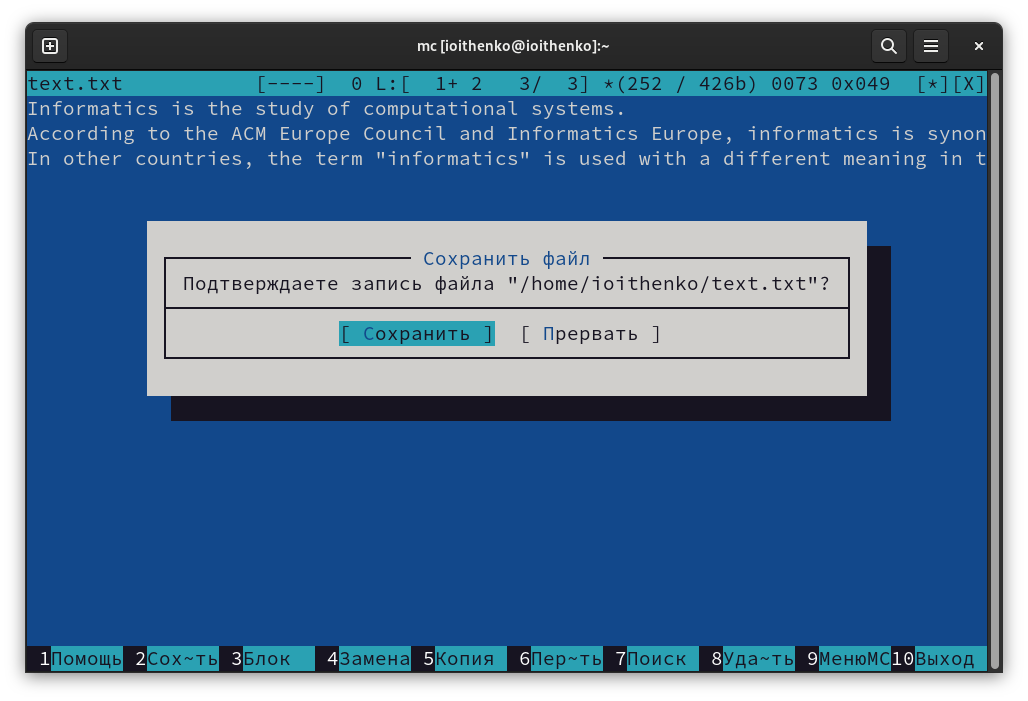 mc [ioithenko@ioithenko]:~
text.txt [----] 0 L:[ 1+ 2 3/ 3] *(252 / 426b) 0073 0x049 [*][X]
Informatics is the study of computational systems.
According to the ACM Europe Council and Informatics Europe, informatics is synon
In other countries, the term "informatics" is used with a different meaning in t
Сохранить файл
Подтверждаете запись файла "/home/ioithenko/text.txt"?
[ Сохранить ] [ Прервать ]
1Помощь 2Сох~ть 3Блок 4Замена 5Копия 6Пер~ть 7Поиск 8Уда~ть 9МенюMC10Выход